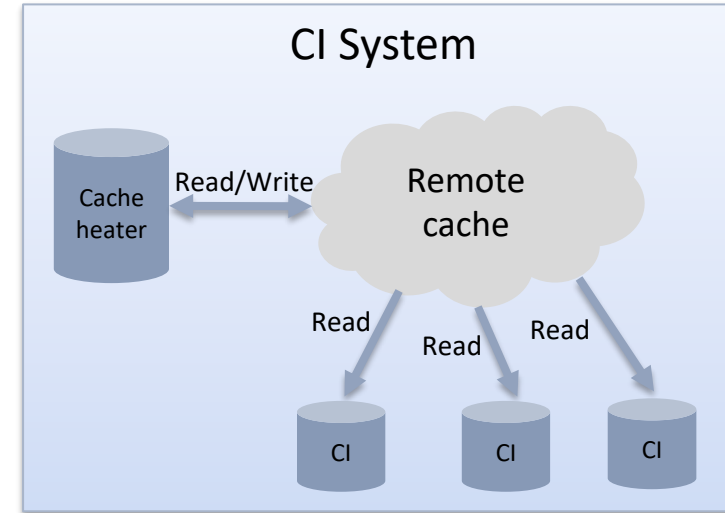 CI System
Read/Write
Cache
heater
Remote
cache
Read
Read
Read
CI
CI
CI